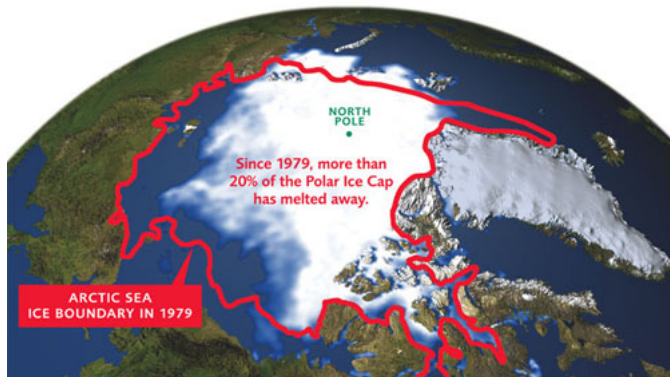 NORTH
POLE
Since 1979, more than
20% of the Polar Ice Cap
has melted away.
ARCTIC SEA
ICE BOUNDARY IN 1979